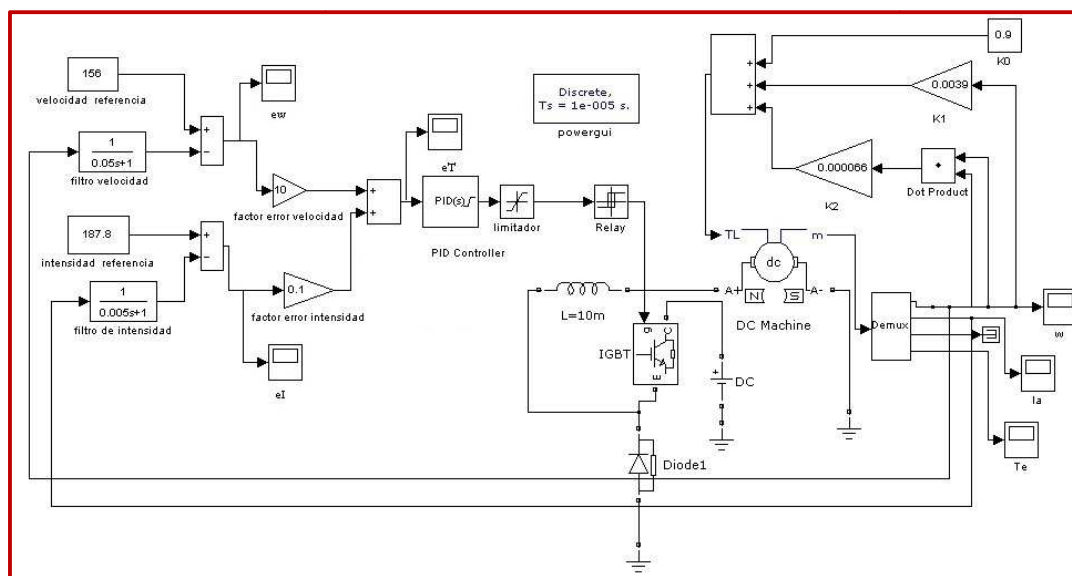 156
velocidad referencia
1
0.05s+1
filtro velocidad
187.8
intensidad referencia
1
0.005s+1
filtro de intensidad
+
−
+
−
ew
10
factor error velocidad
0.1
factor error intensidad
eI
+
+
eT
PID(s)
PID Controller
limitador
Relay
Discrete,
Ts = 1e-005 s.
powergui
+
+
+
0.9
K0
0.0039
K1
0.000066
K2
Dot Product
TL
m
dc
A+
N
S
A-
DC Machine
L=10m
IGBT
g
C
E
+
DC
Diode1
Demux
w
Ia
Te